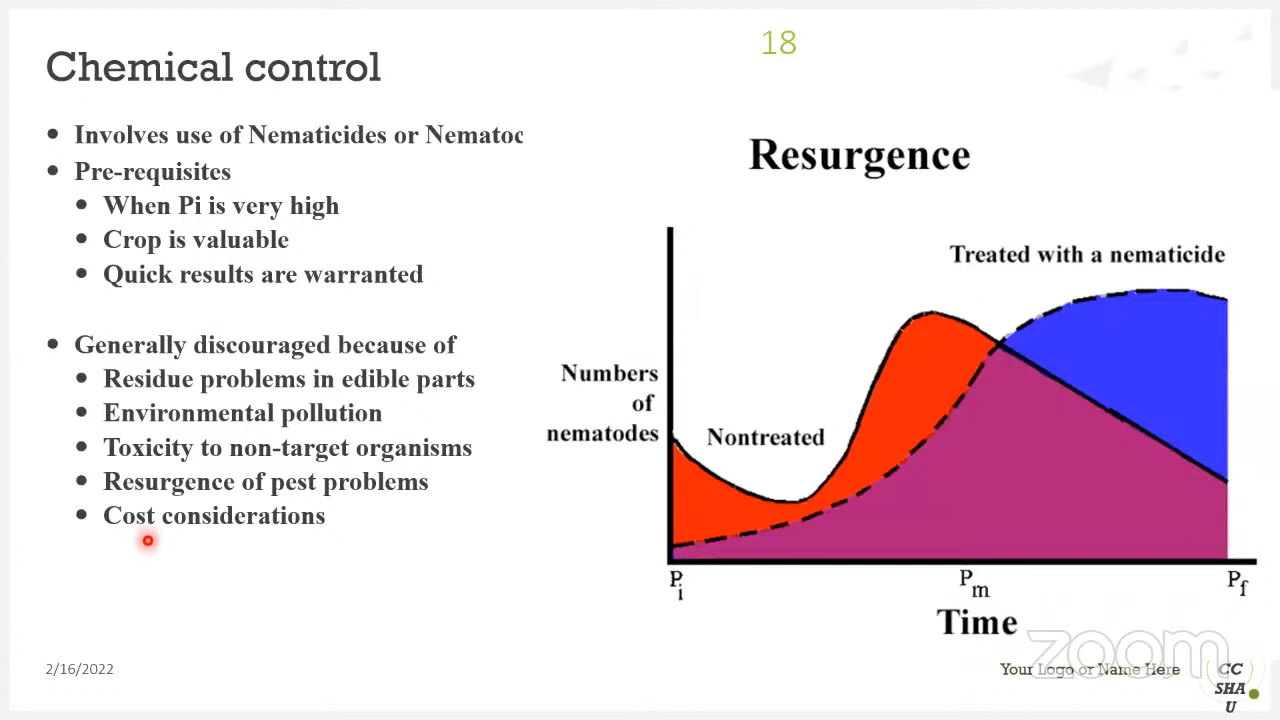 18
Chemical control
• Involves use of Nematicides or Nematoc
• Pre-requisites
• When Pi is very high
• Crop is valuable
• Quick results are warranted
• Generally discouraged because of
• Residue problems in edible parts
• Environmental pollution
• Toxicity to non-target organisms
• Resurgence of pest problems
• Cost considerations
Resurgence
Treated with a nematicide
Numbers
of
nematodes
Nontreated
Pi
Pm
Pf
Time
zoom
2/16/2022
Your Logo or Name Here
CC
SHA
U